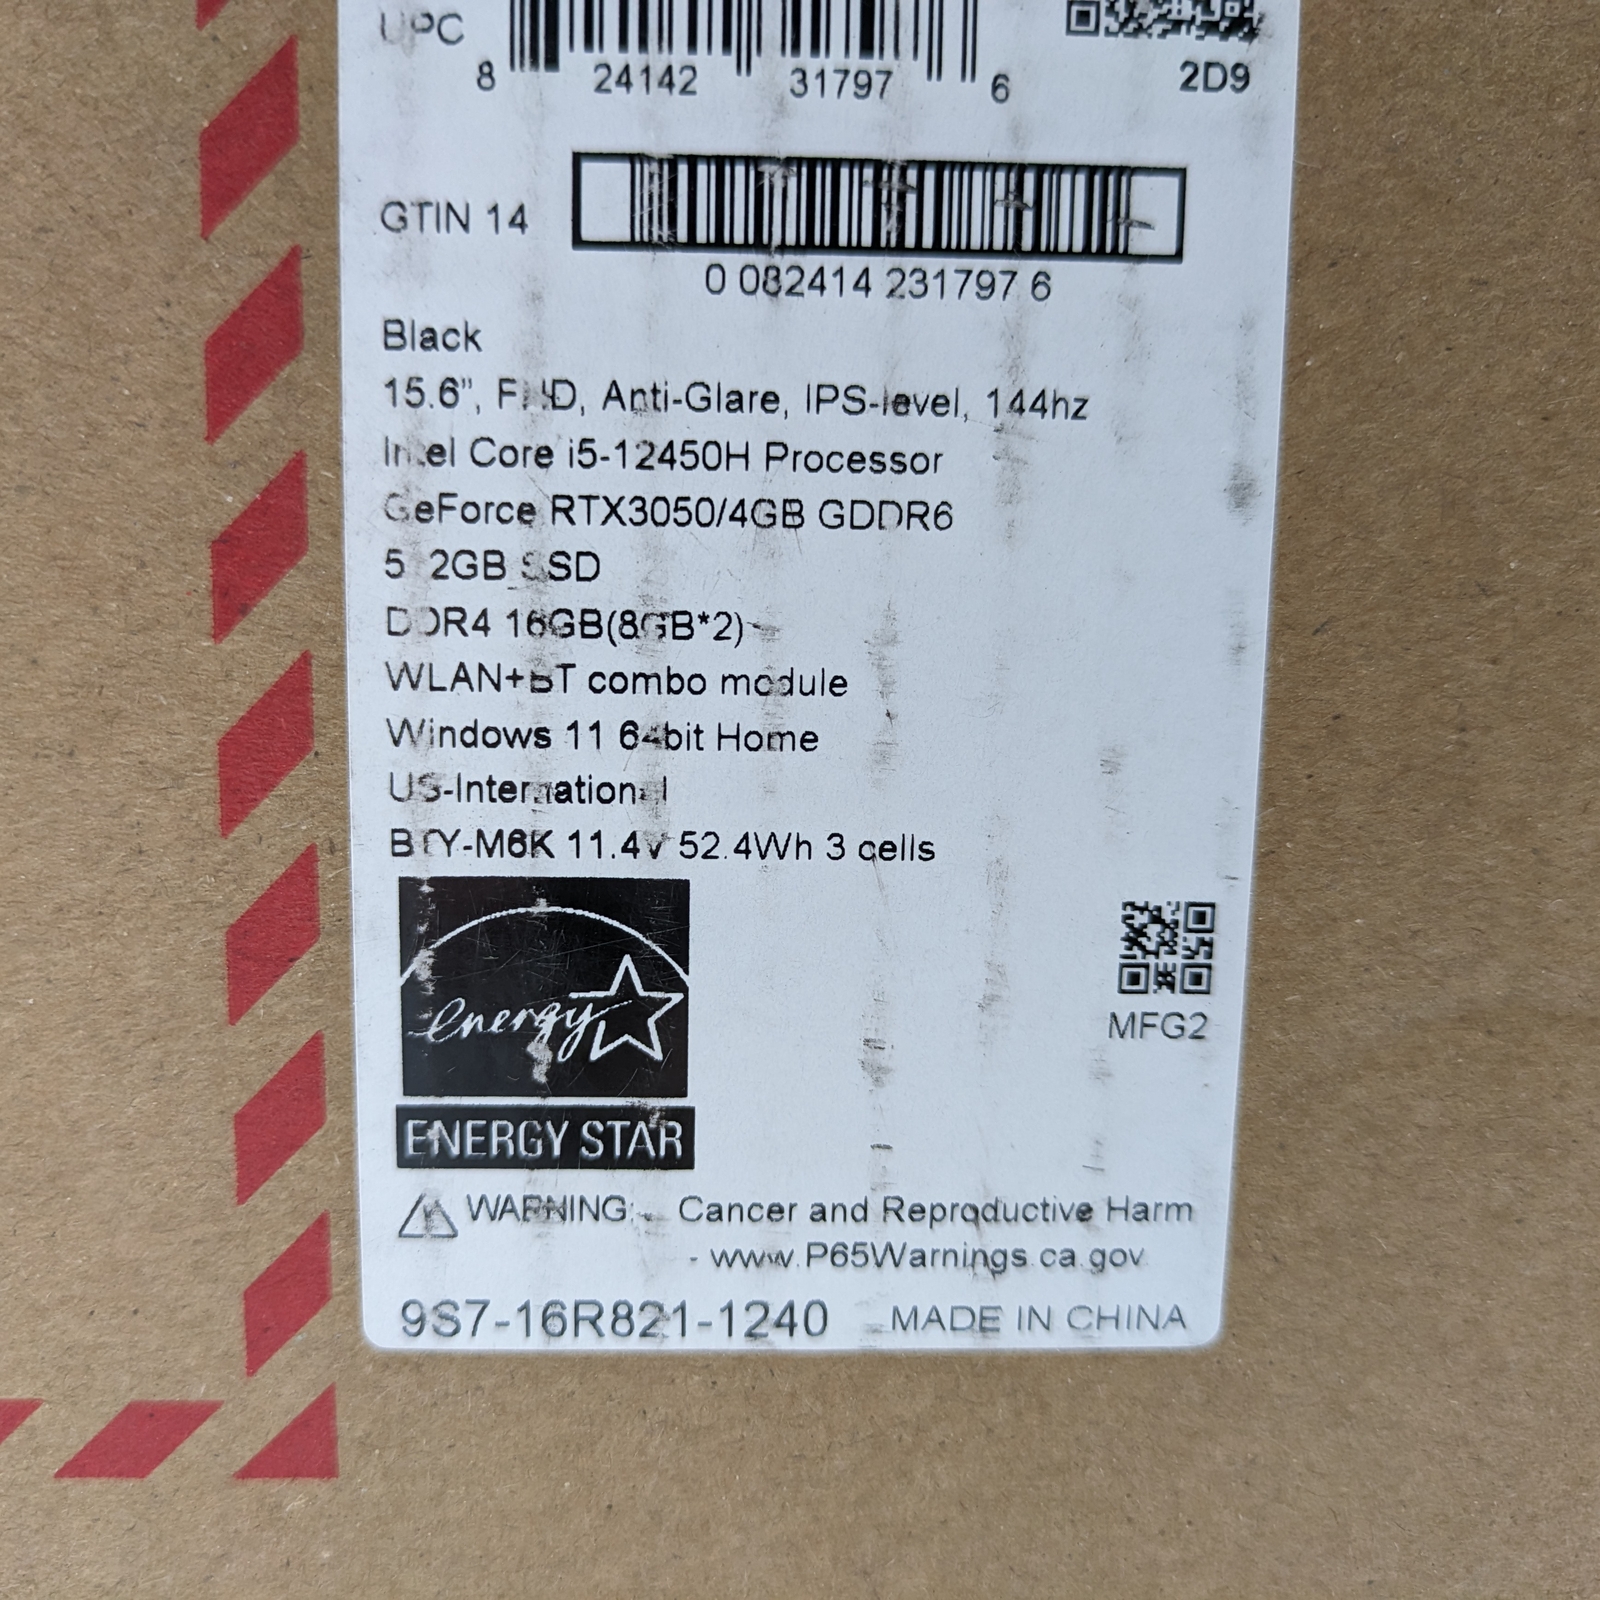 UPC
8 24142 31797 6
2D9
GTIN 14
0 082414 231797 6
Black
15.6", FHD, Anti-Glare, IPS-level, 144hz
Intel Core i5-12450H Processor
GeForce RTX3050/4GB GDDR6
512GB SSD
DDR4 16GB(8GB*2)
WLAN+BT combo module
Windows 11 64bit Home
US-International
BTY-M6K 11.4v 52.4Wh 3 cells
energy
ENERGY STAR
MFG2
WARNING: Cancer and Reproductive Harm
- www.P65Warnings.ca.gov
9S7-16R821-1240 MADE IN CHINA